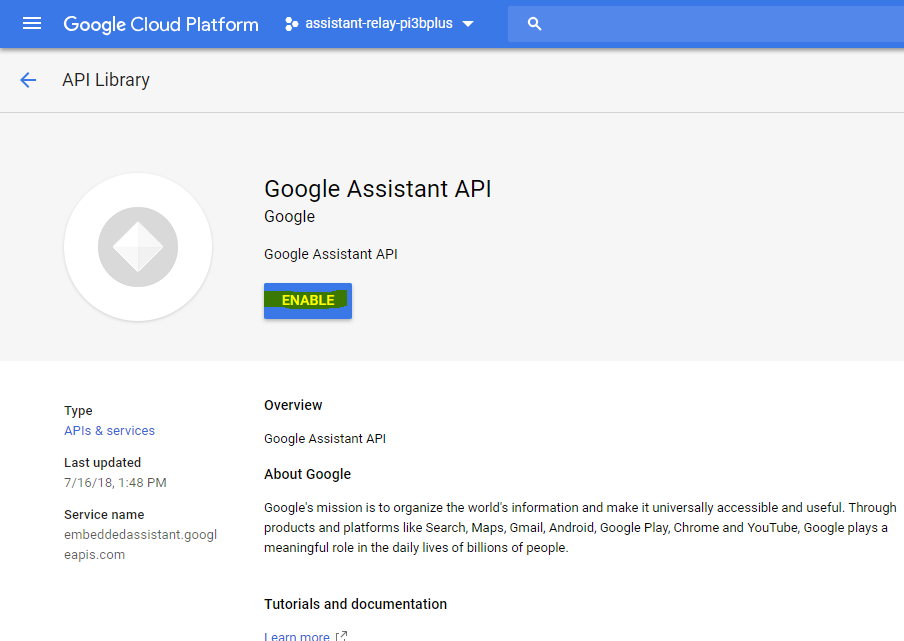 Google Cloud Platform
assistant-relay-pi3bplus
API Library
Google Assistant API
Google
Google Assistant API
ENABLE
Type
APIs & services
Last updated
7/16/18, 1:48 PM
Service name
embeddedassistant.googl
eapis.com
Overview
Google Assistant API
About Google
Google's mission is to organize the world's information and make it universally accessible and useful. Through
products and platforms like Search, Maps, Gmail, Android, Google Play, Chrome and YouTube, Google plays a
meaningful role in the daily lives of billions of people.
Tutorials and documentation
Learn more